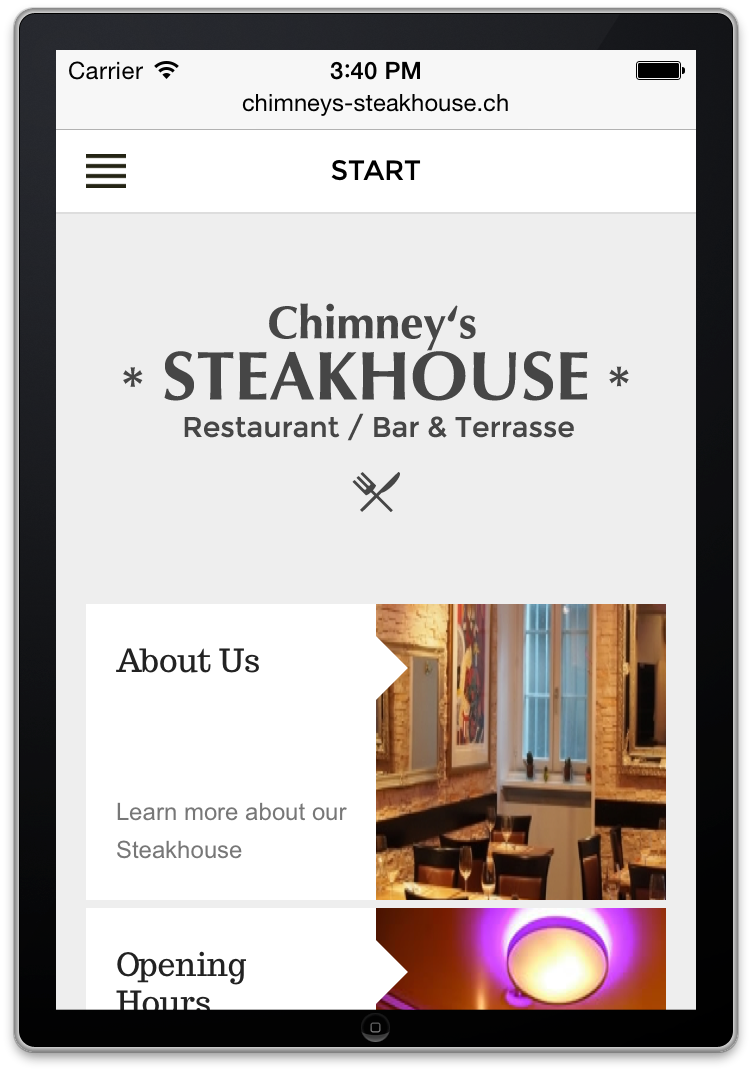 Carrier 3:40 PM
chimneys-steakhouse.ch
START
Chimney‘s
* STEAKHOUSE *
Restaurant / Bar & Terrasse
About Us
Learn more about our
Steakhouse
Opening
Hours